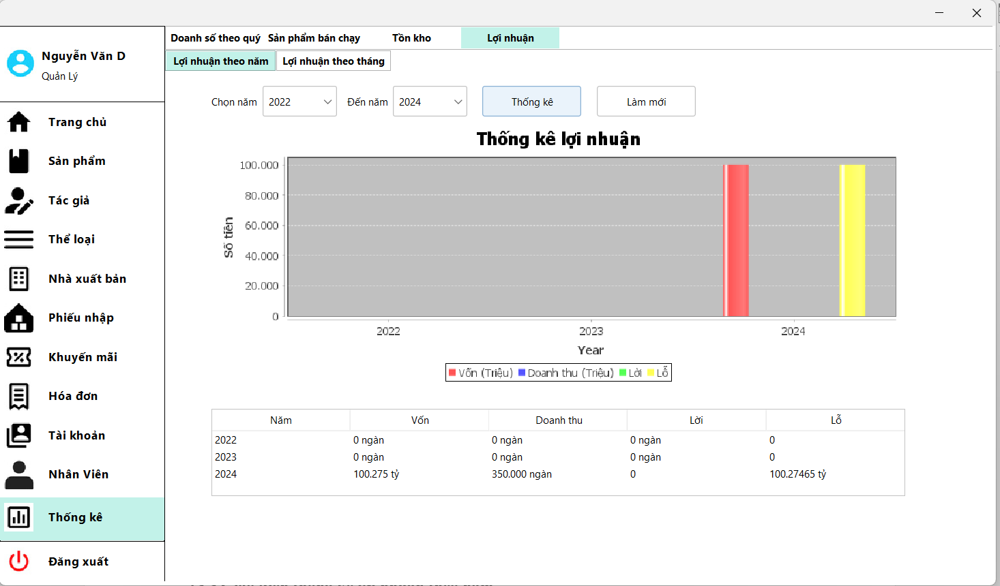 Nguyễn Văn D
Quản Lý
Trang chủ
Sản phẩm
Tác giả
Thể loại
Nhà xuất bản
Phiếu nhập
Khuyến mãi
Hóa đơn
Tài khoản
Nhân Viên
Thống kê
Đăng xuất
Doanh số theo quý Sản phẩm bán chạy Tồn kho Lợi nhuận
Lợi nhuận theo năm Lợi nhuận theo tháng
Chọn năm 2022 Đến năm 2024 Thống kê Làm mới
Thống kê lợi nhuận
100.000
80.000
60.000
40.000
20.000
0
Số tiền
2022 2023 2024
Year
Vốn (Triệu) Doanh thu (Triệu) Lời Lỗ
Năm Vốn Doanh thu Lời Lỗ
2022 0 ngàn 0 ngàn 0 ngàn 0
2023 0 ngàn 0 ngàn 0 ngàn 0
2024 100.275 tỷ 350.000 ngàn 0 100.27465 tỷ